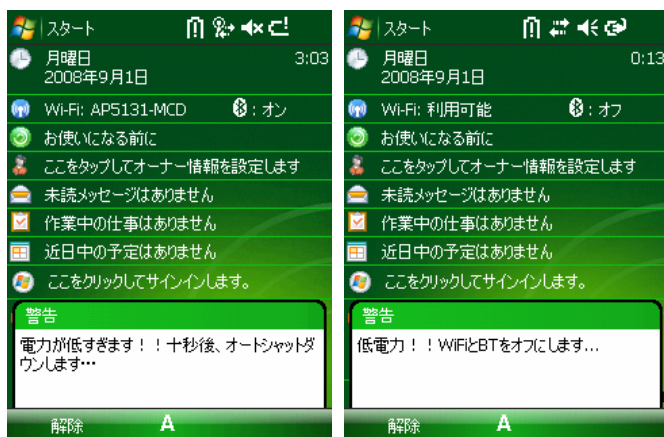 スタート
月曜日 3:03
2008年9月1日
Wi-Fi: AP5131-MCD : オン
お使いになる前に
ここをタップしてオーナー情報を設定します
未読メッセージはありません
作業中の仕事はありません
近日中の予定はありません
ここをクリックしてサインインします。
警告
電力が低すぎます！！十秒後、オートシャットダ
ウンします…
解除 A
スタート
月曜日 0:13
2008年9月1日
Wi-Fi: 利用可能 : オフ
お使いになる前に
ここをタップしてオーナー情報を設定します
未読メッセージはありません
作業中の仕事はありません
近日中の予定はありません
ここをクリックしてサインインします。
警告
低電力！！WiFiとBTをオフにします...
解除 A